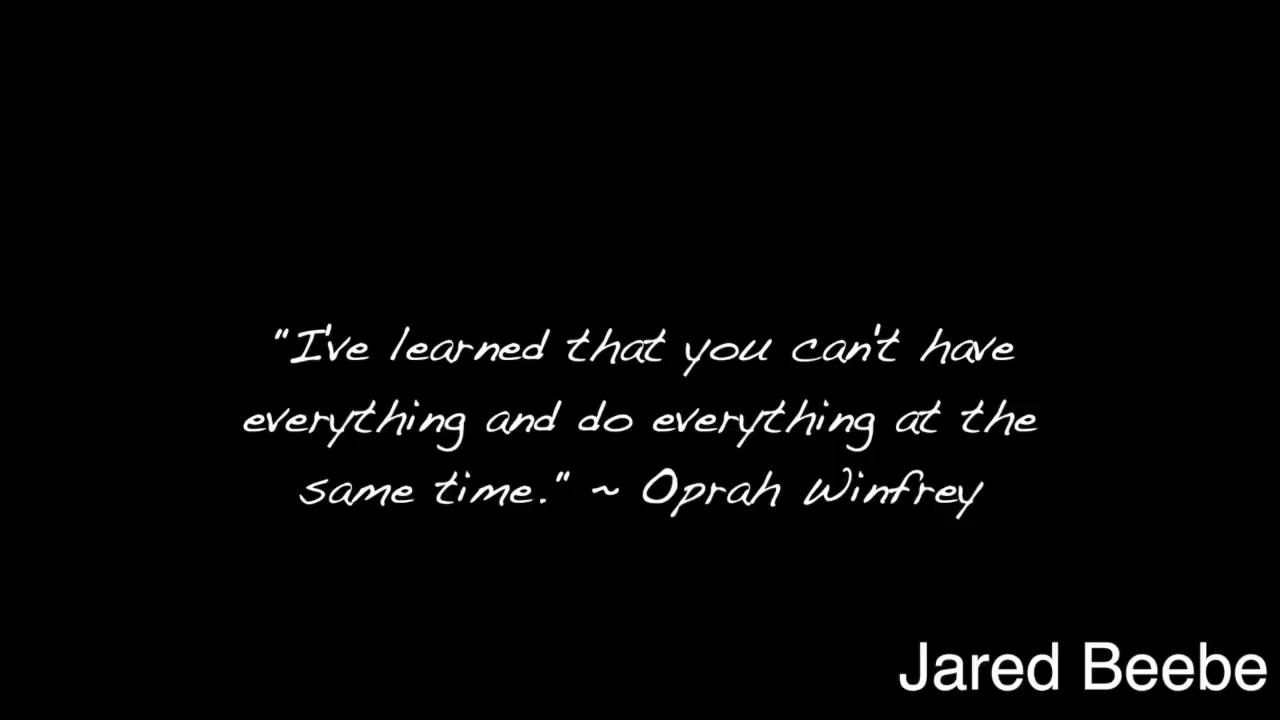 "I've learned that you can't have
everything and do everything at the
same time." ~ Oprah Winfrey
Jared Beebe